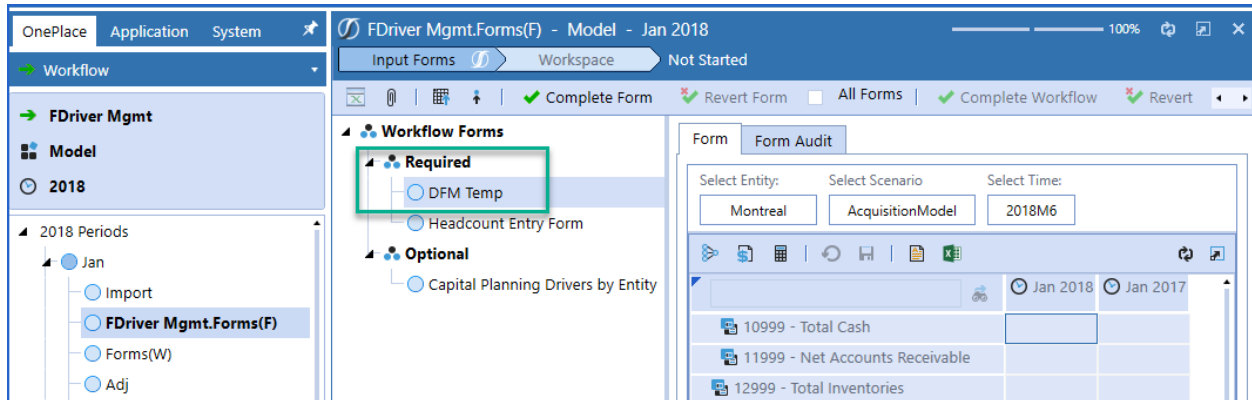 OnePlace Application System
FDriver Mgmt.Forms(F) - Model - Jan 2018
100%
Workflow
Input Forms
Workspace
Not Started
Complete Form
Revert Form
All Forms
Complete Workflow
Revert
FDriver Mgmt
Model
2018
2018 Periods
Jan
Import
FDriver Mgmt.Forms(F)
Forms(W)
Adj
Workflow Forms
Required
DFM Temp
Headcount Entry Form
Optional
Capital Planning Drivers by Entity
Form
Form Audit
Select Entity: Select Scenario Select Time:
Montreal AcquisitionModel 2018M6
Jan 2018 Jan 2017
10999 - Total Cash
11999 - Net Accounts Receivable
12999 - Total Inventories